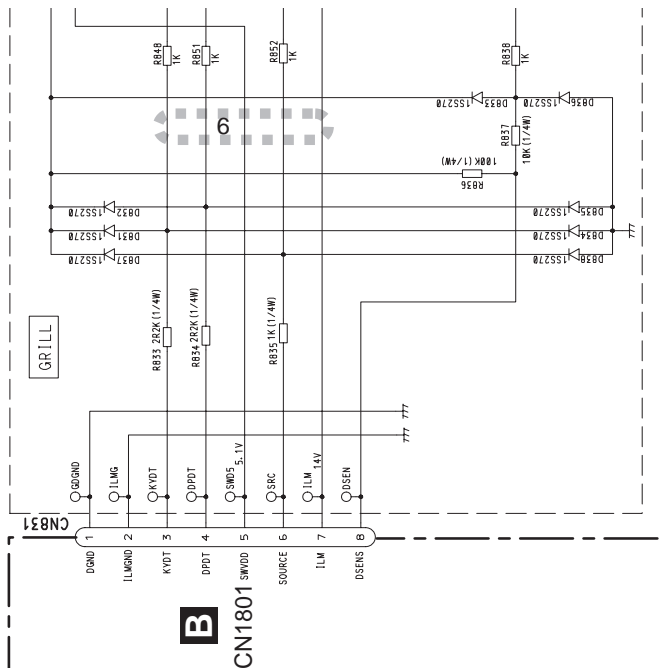 R848
1K
R851
1K
R852
1K
R838
1K
1SS270
D833
1SS270
D836
6
R837
10K(1/4W)
100K(1/4W)
R836
1SS270
D832
1SS270
D835
1SS270
D831
1SS270
D834
1SS270
D837
1SS270
D838
GRILL
R833 2R2K(1/4W)
R834 2R2K(1/4W)
R835 1K(1/4W)
GDGND
ILMG
KYDT
DPDT
SWD5
5.1V
SRC
ILM
14V
DSEN
CN831
1
2
3
4
5
6
7
8
DGND
ILMGND
KYDT
DPDT
SWVDD
SOURCE
ILM
DSENS
B
CN1801